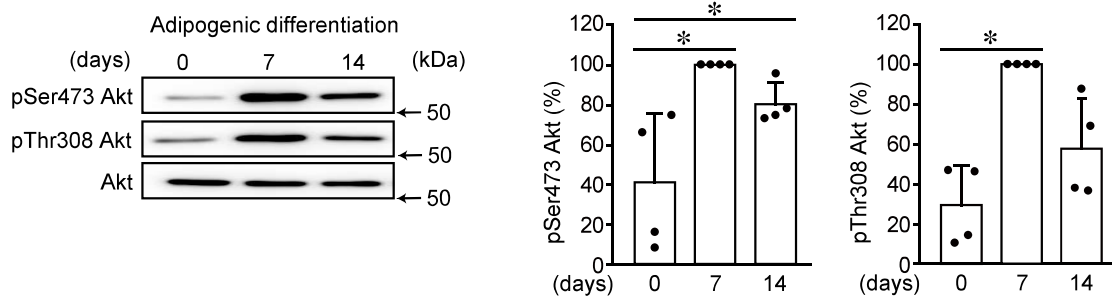 Adipogenic differentiation
(days) 0 7 14 (kDa)
pSer473 Akt
50
pThr308 Akt
50
Akt
50
pSer473 Akt (%)
120
100
80
60
40
20
0
* 
*
(days) 0 7 14
pThr308 Akt (%)
120
100
80
60
40
20
0
*
(days) 0 7 14